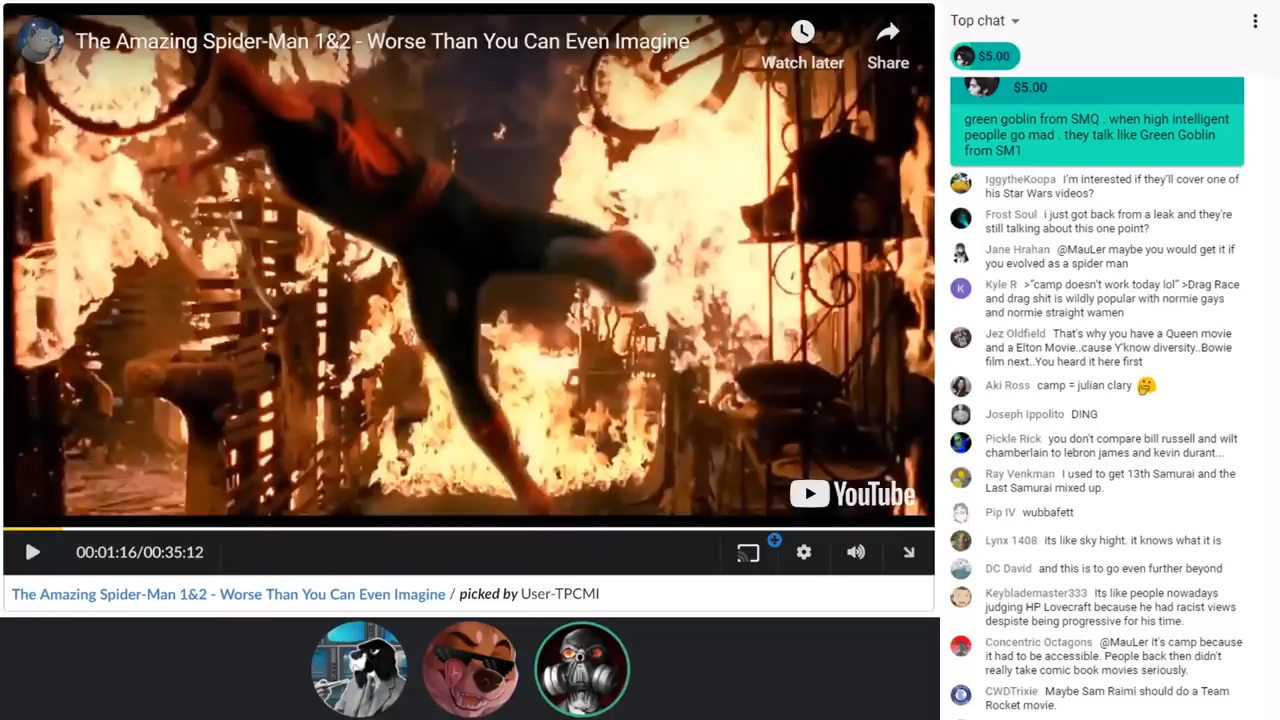 The Amazing Spider-Man 1&2 - Worse Than You Can Even Imagine
Watch later
Share
YouTube
00:01:16/00:35:12
The Amazing Spider-Man 1&2 - Worse Than You Can Even Imagine / picked by User-TPCMI
Top chat
$5.00
$5.00
green goblin from SMQ . when high intelligent
peoplle go mad . they talk like Green Goblin
from SM1
IggytheKoopa I'm interested if they'll cover one of
his Star Wars videos?
Frost Soul i just got back from a leak and they're
still talking about this one point?
Jane Hrahan @MauLer maybe you would get it if
you evolved as a spider man
K
Kyle R >"camp doesn't work today lol" >Drag Race
and drag shit is wildly popular with normie gays
and normie straight wamen
Jez Oldfield That's why you have a Queen movie
and a Elton Movie..cause Y'know diversity..Bowie
film next..You heard it here first
Aki Ross camp = julian clary 🤔
Joseph Ippolito DING
Pickle Rick you don't compare bill russell and wilt
chamberlain to lebron james and kevin durant...
Ray Venkman I used to get 13th Samurai and the
Last Samurai mixed up.
Pip IV wubbafett
Lynx 1408 its like sky hight. it knows what it is
DC David and this is to go even further beyond
Keyblademaster333 Its like people nowadays
judging HP Lovecraft because he had racist views
despiste being progressive for his time.
Concentric Octagons @MauLer It's camp because
it had to be accessible. People back then didn't
really take comic book movies seriously.
CWDTrixie Maybe Sam Raimi should do a Team
Rocket movie.